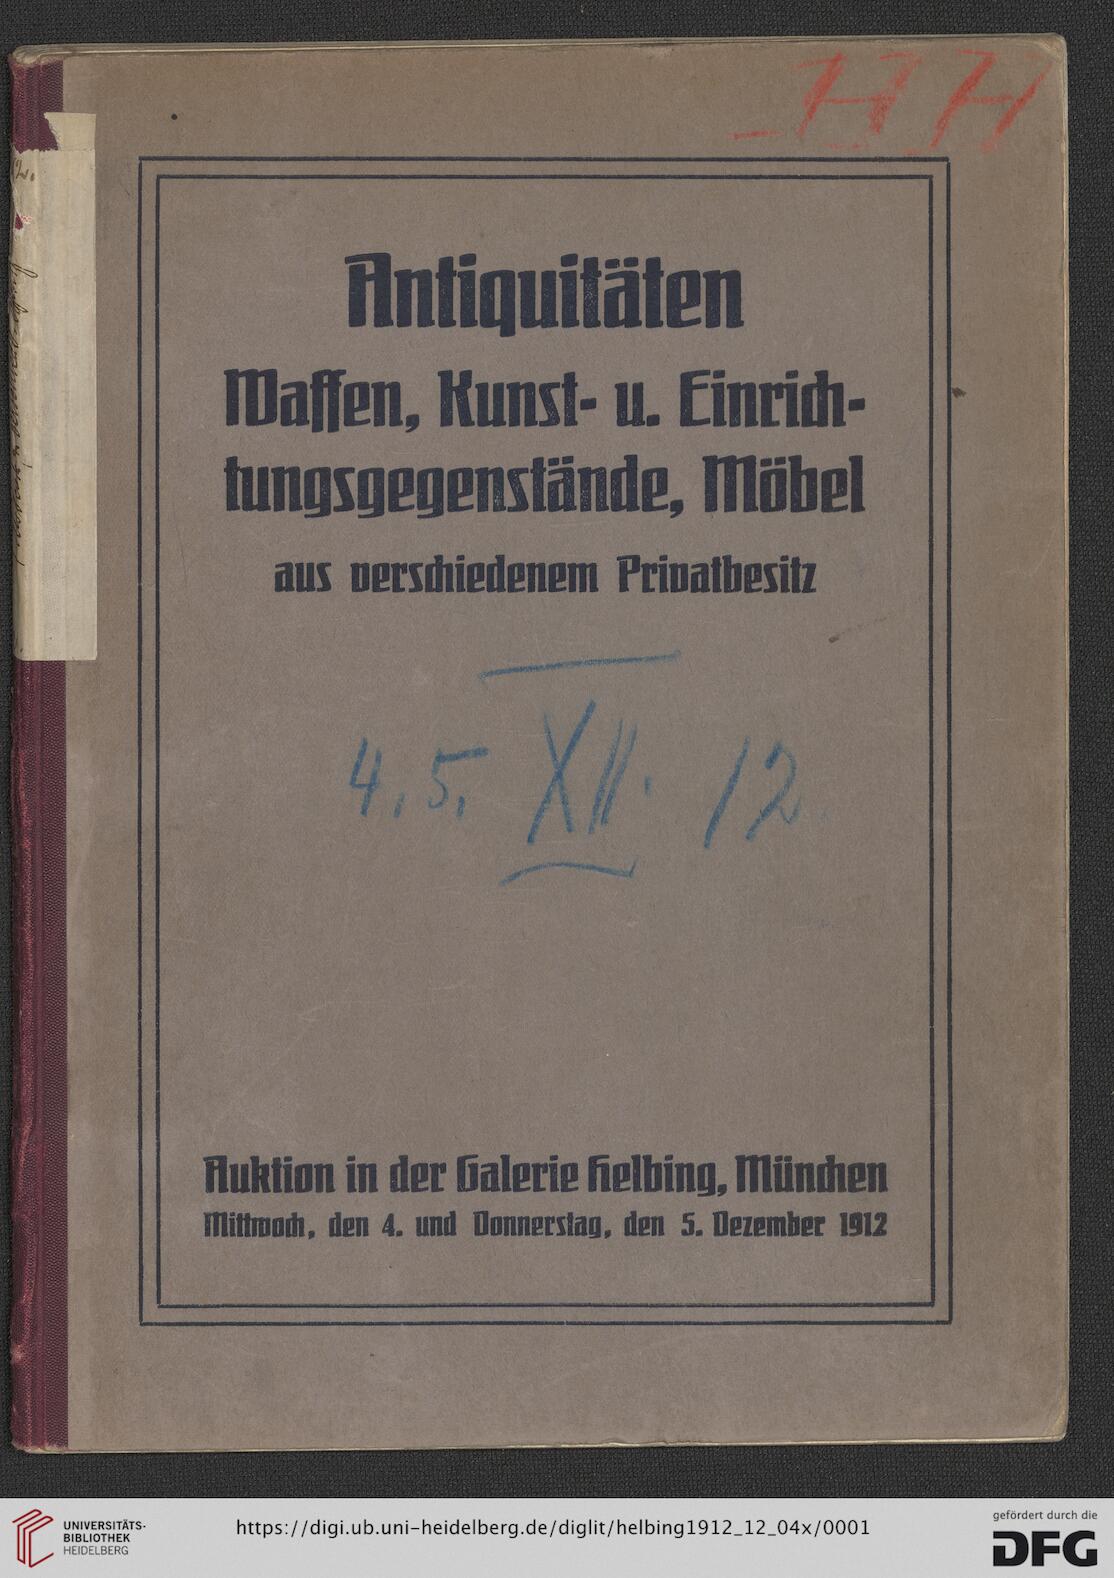 HH
Antiquitäten
Waffen, Kunst- u. Einrich-
tungsgegenstände, Möbel
aus verschiedenem Privatbesitz
4. 5. XII. 12
Auktion in der Galerie Helbing, München
Mittwoch, den 4. und Donnerstag, den 5. Dezember 1912
UNIVERSITÄTS-
BIBLIOTHEK
HEIDELBERG
https://digi.ub.uni-heidelberg.de/diglit/helbing1912_12_04x/0001
gefördert durch die
DFG